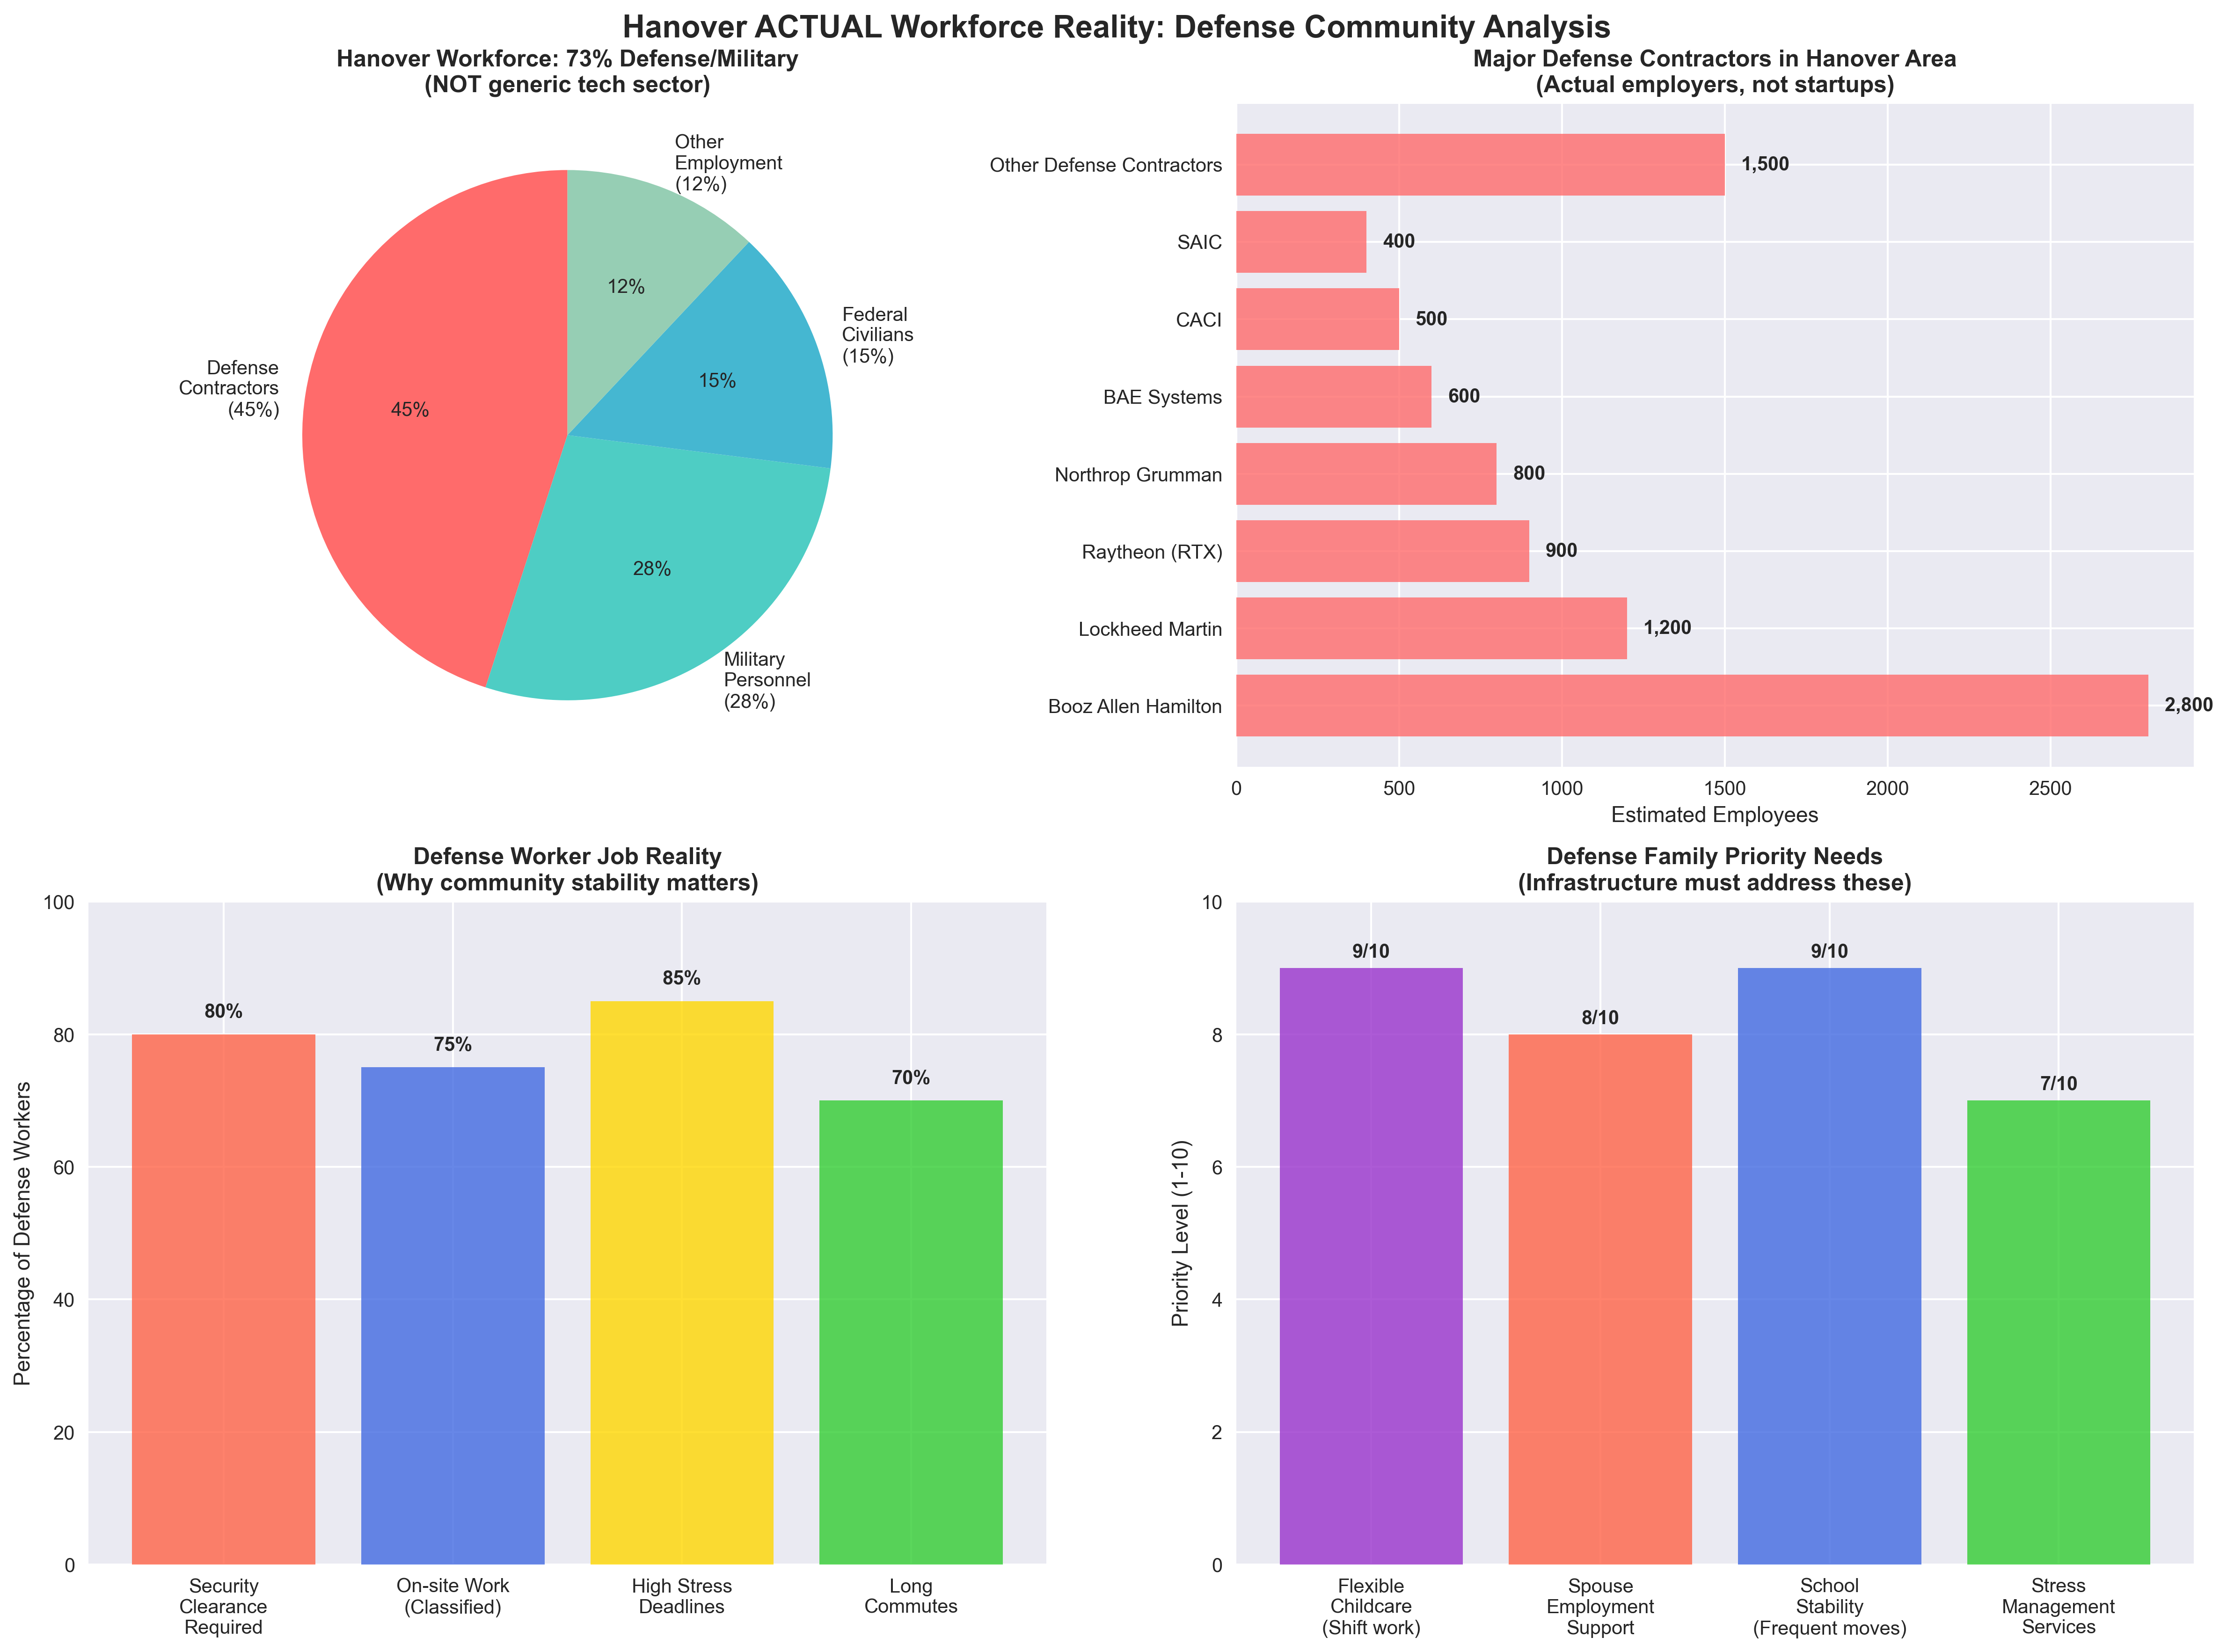 Hanover ACTUAL Workforce Reality: Defense Community Analysis
Hanover Workforce: 73% Defense/Military
(NOT generic tech sector)
Other
Employment
(12%)
Federal
Civilians
(15%)
Defense
Contractors
(45%)
Military
Personnel
(28%)
12%
15%
45%
28%
Major Defense Contractors in Hanover Area
(Actual employers, not startups)
Other Defense Contractors
1,500
SAIC
400
CACI
500
BAE Systems
600
Northrop Grumman
800
Raytheon (RTX)
900
Lockheed Martin
1,200
Booz Allen Hamilton
2,800
0
500
1000
1500
2000
2500
Estimated Employees
Defense Worker Job Reality
(Why community stability matters)
Percentage of Defense Workers
100
80
60
40
20
0
80%
75%
85%
70%
Security
Clearance
Required
On-site Work
(Classified)
High Stress
Deadlines
Long
Commutes
Defense Family Priority Needs
(Infrastructure must address these)
Priority Level (1-10)
10
8
6
4
2
0
9/10
8/10
9/10
7/10
Flexible
Childcare
(Shift work)
Spouse
Employment
Support
School
Stability
(Frequent moves)
Stress
Management
Services